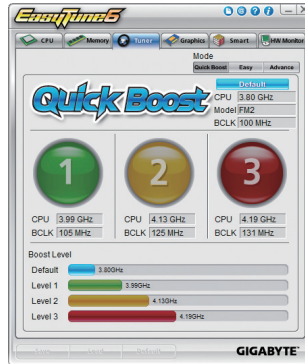 EasyTune6
CPU Memory Tuner Graphics Smart HW Monitor
Mode
Quick Boost Easy Advance
Quick Boost
Default
CPU 3.80 GHz
Model FM2
BCLK 100 MHz
1 2 3
CPU 3.99 GHz CPU 4.13 GHz CPU 4.19 GHz
BCLK 105 MHz BCLK 125 MHz BCLK 131 MHz
Boost Level
Default 3.80GHz
Level 1 3.99GHz
Level 2 4.13GHz
Level 3 4.19GHz
Save Load Default
GIGABYTE